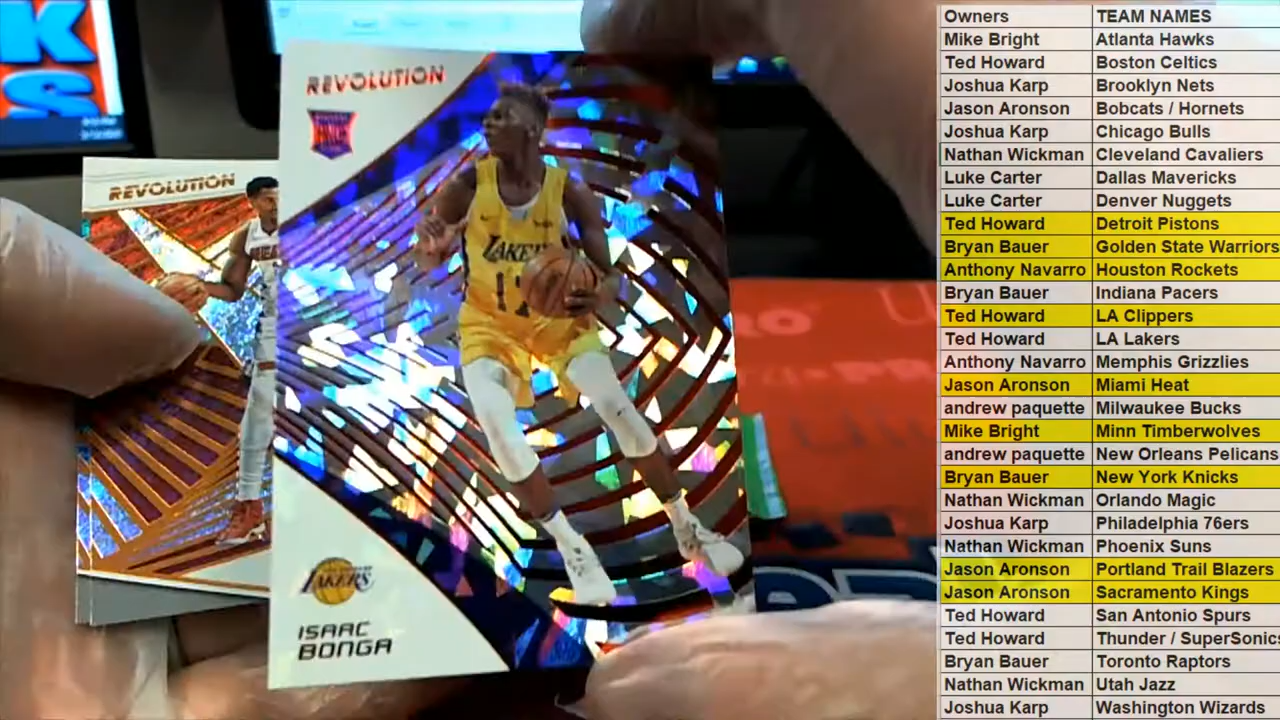 K
S
REVOLUTION
REVOLUTION
LAKERS
11
LAKERS
ISAAC
BONGA
Owners TEAM NAMES
Mike Bright Atlanta Hawks
Ted Howard Boston Celtics
Joshua Karp Brooklyn Nets
Jason Aronson Bobcats / Hornets
Joshua Karp Chicago Bulls
Nathan Wickman Cleveland Cavaliers
Luke Carter Dallas Mavericks
Luke Carter Denver Nuggets
Ted Howard Detroit Pistons
Bryan Bauer Golden State Warriors
Anthony Navarro Houston Rockets
Bryan Bauer Indiana Pacers
Ted Howard LA Clippers
Ted Howard LA Lakers
Anthony Navarro Memphis Grizzlies
Jason Aronson Miami Heat
andrew paquette Milwaukee Bucks
Mike Bright Minn Timberwolves
andrew paquette New Orleans Pelicans
Bryan Bauer New York Knicks
Nathan Wickman Orlando Magic
Joshua Karp Philadelphia 76ers
Nathan Wickman Phoenix Suns
Jason Aronson Portland Trail Blazers
Jason Aronson Sacramento Kings
Ted Howard San Antonio Spurs
Ted Howard Thunder / SuperSonics
Bryan Bauer Toronto Raptors
Nathan Wickman Utah Jazz
Joshua Karp Washington Wizards